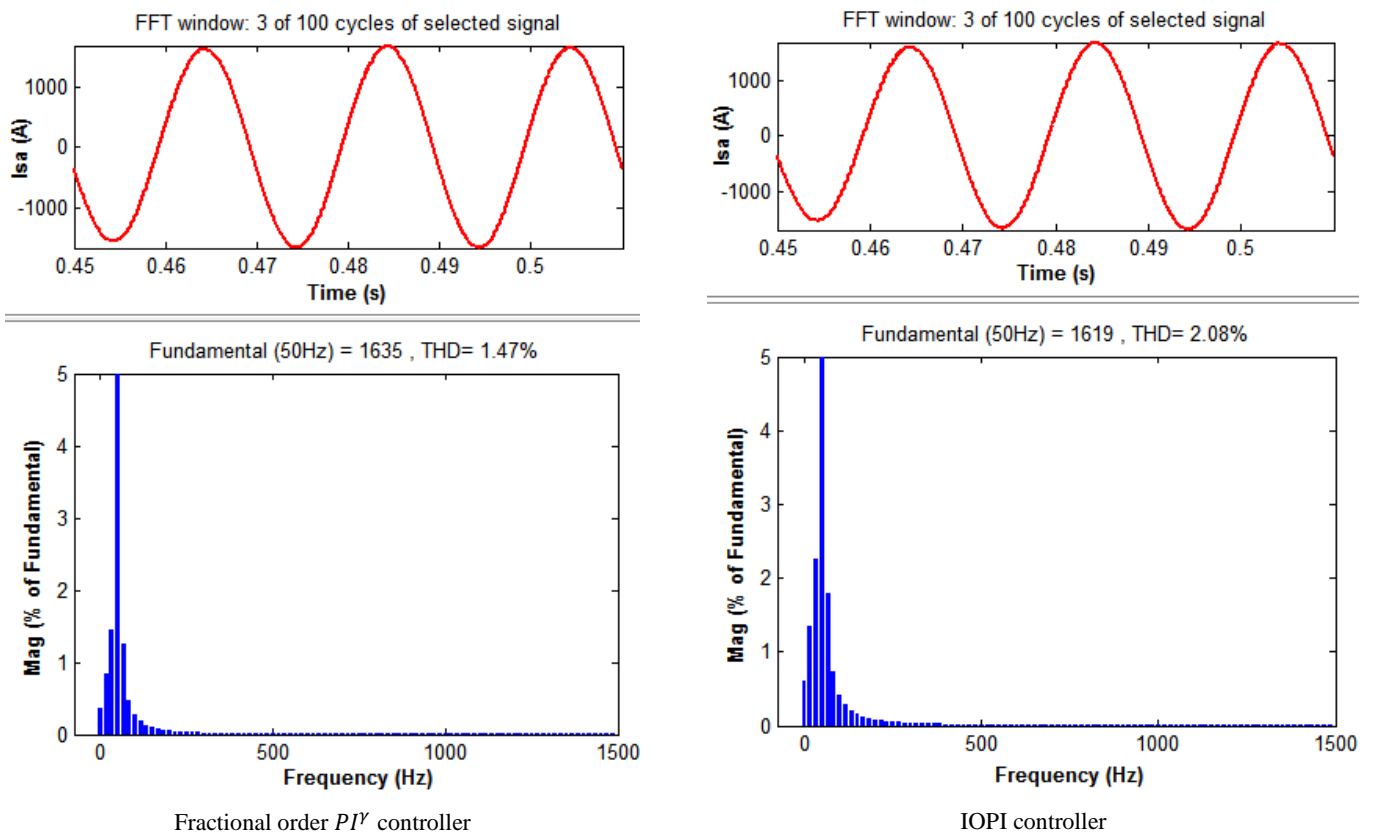 FFT window: 3 of 100 cycles of selected signal
1000
0
-1000
Isa (A)
0.45 0.46 0.47 0.48 0.49 0.5
Time (s)
Fundamental (50Hz) = 1635 , THD= 1.47%
5
4
3
2
1
0
Mag (% of Fundamental)
0 500 1000 1500
Frequency (Hz)
Fractional order PI^γ controller
FFT window: 3 of 100 cycles of selected signal
1000
0
-1000
Isa (A)
0.45 0.46 0.47 0.48 0.49 0.5
Time (s)
Fundamental (50Hz) = 1619 , THD= 2.08%
5
4
3
2
1
0
Mag (% of Fundamental)
0 500 1000 1500
Frequency (Hz)
IOPI controller